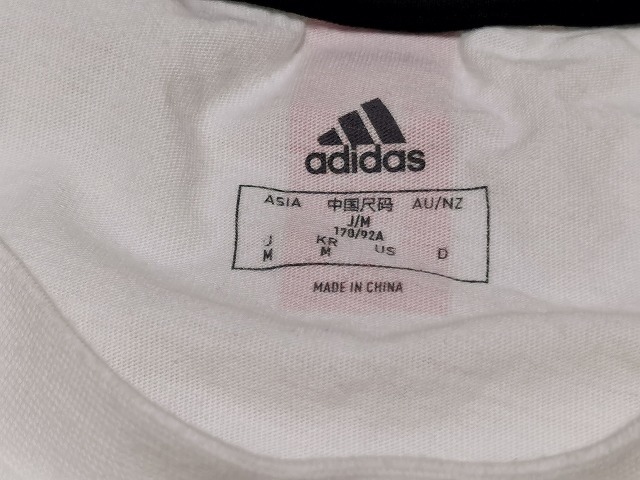 adidas
ASIA 中国尺码 AU/NZ
J/M
170/92A
J KR US D
M M
MADE IN CHINA